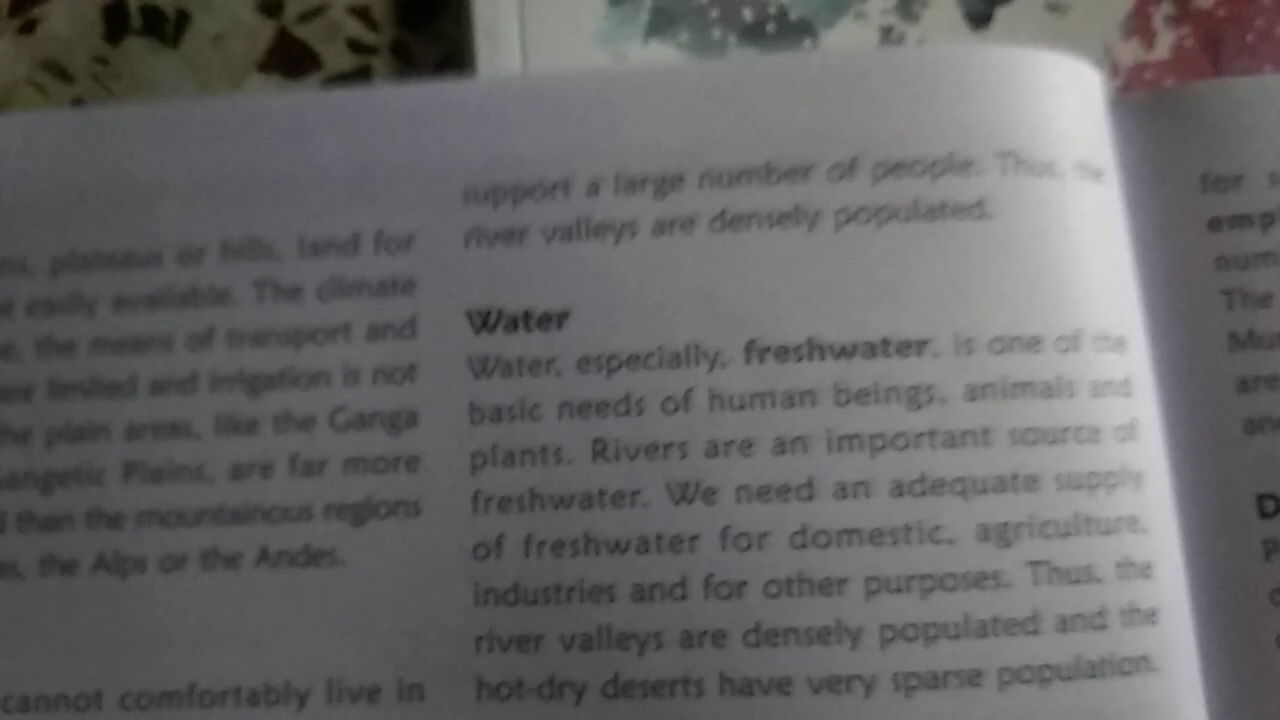 plateaus or hills, land for
easily available. The climate
the means of transport and
limited and irrigation is not
plain areas, like the Ganga
Plains, are far more
than the mountainous regions
the Alps or the Andes.
cannot comfortably live in
support a large number of people. Thus, the
river valleys are densely populated.
Water
Water, especially, freshwater, is one of the
basic needs of human beings, animals and
plants. Rivers are an important source of
freshwater. We need an adequate supply
of freshwater for domestic, agriculture,
industries and for other purposes. Thus, the
river valleys are densely populated and the
hot-dry deserts have very sparse population.
for
The
are